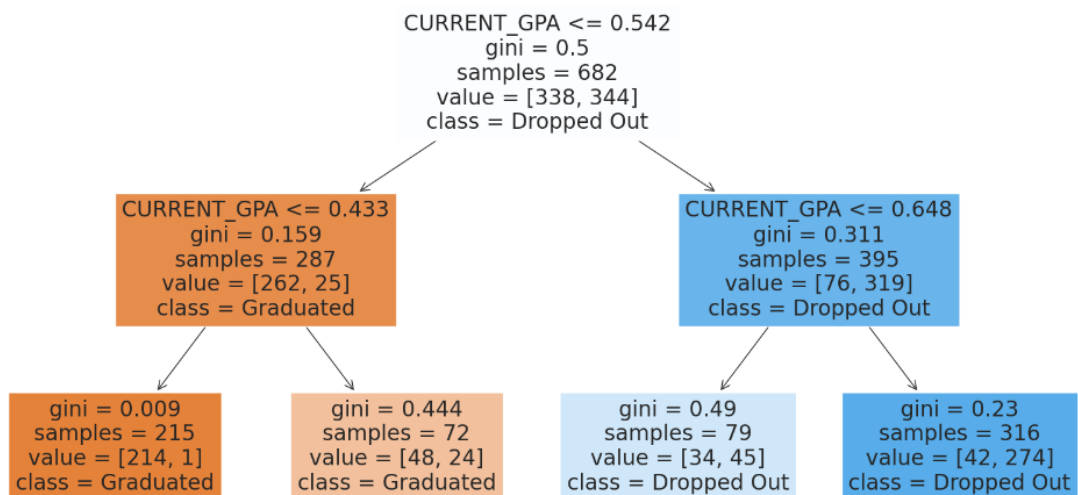 CURRENT_GPA <= 0.542
gini = 0.5
samples = 682
value = [338, 344]
class = Dropped Out
CURRENT_GPA <= 0.433
gini = 0.159
samples = 287
value = [262, 25]
class = Graduated
CURRENT_GPA <= 0.648
gini = 0.311
samples = 395
value = [76, 319]
class = Dropped Out
gini = 0.009
samples = 215
value = [214, 1]
class = Graduated
gini = 0.444
samples = 72
value = [48, 24]
class = Graduated
gini = 0.49
samples = 79
value = [34, 45]
class = Dropped Out
gini = 0.23
samples = 316
value = [42, 274]
class = Dropped Out